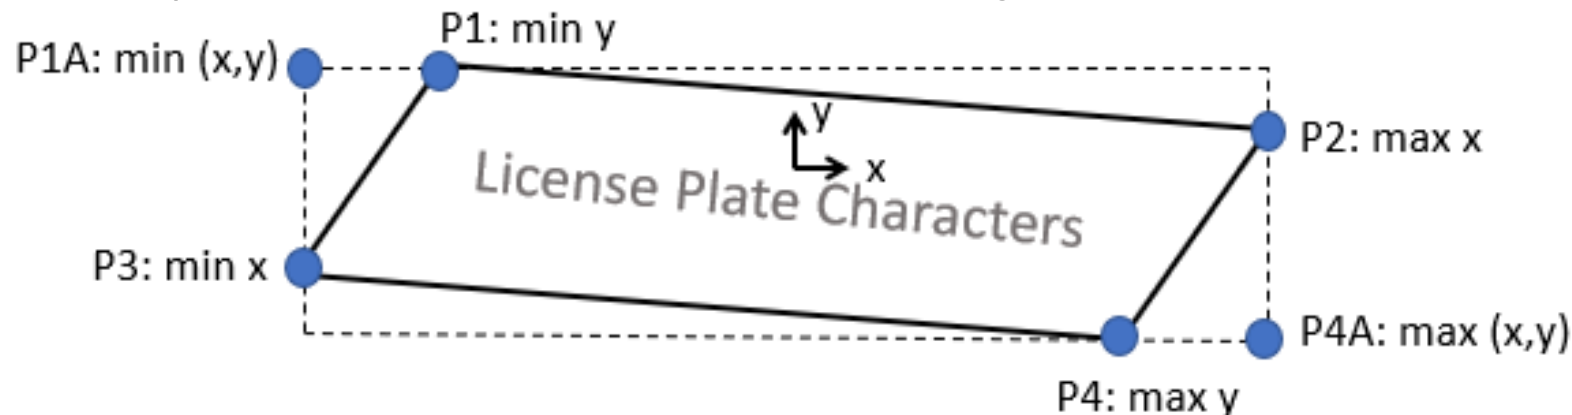 P1: min y
P1A: min (x,y)
y
P2: max x
x
License Plate Characters
P3: min x
P4A: max (x,y)
P4: max y